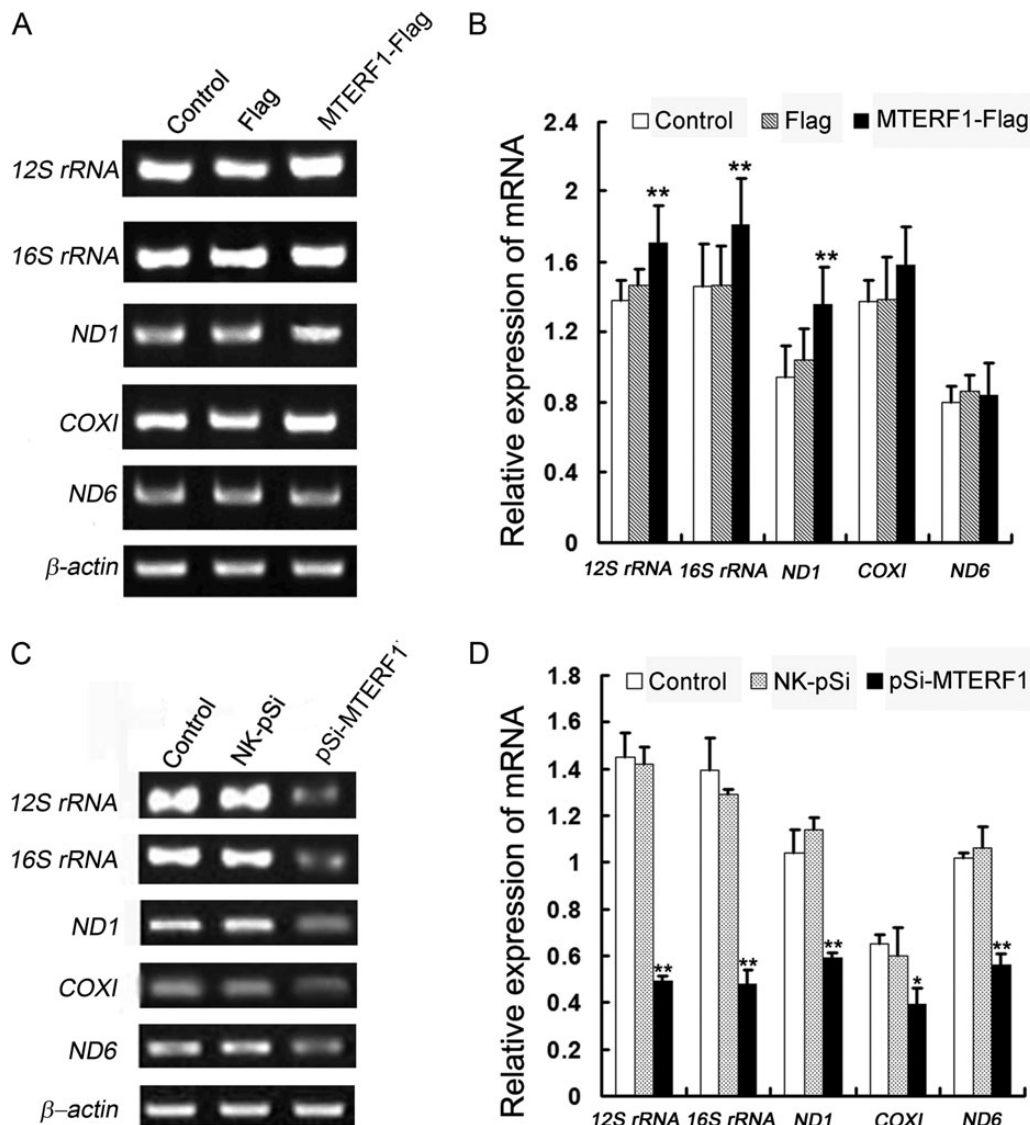 A
Control Flag MTERF1-Flag
12S rRNA
16S rRNA
ND1
COXI
ND6
β-actin
B
Control Flag MTERF1-Flag
Relative expression of mRNA
2.4
2
1.6
1.2
0.8
0.4
0
** ** **
12S rRNA 16S rRNA ND1 COXI ND6
C
Control NK-pSi pSi-MTERF1
12S rRNA
16S rRNA
ND1
COXI
ND6
β-actin
D
Control NK-pSi pSi-MTERF1
Relative expression of mRNA
1.8
1.6
1.4
1.2
1
0.8
0.6
0.4
0.2
0
** ** ** * **
12S rRNA 16S rRNA ND1 COXI ND6